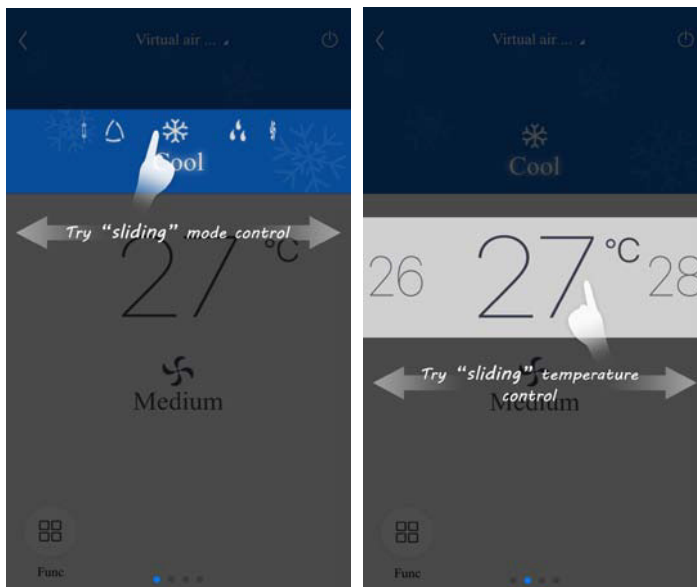 Virtual air ...
Cool
Try "sliding" mode control
27 °C
Medium
Func
Virtual air ...
Cool
26 27 °C 28
Try "sliding" temperature
control
Medium
Func